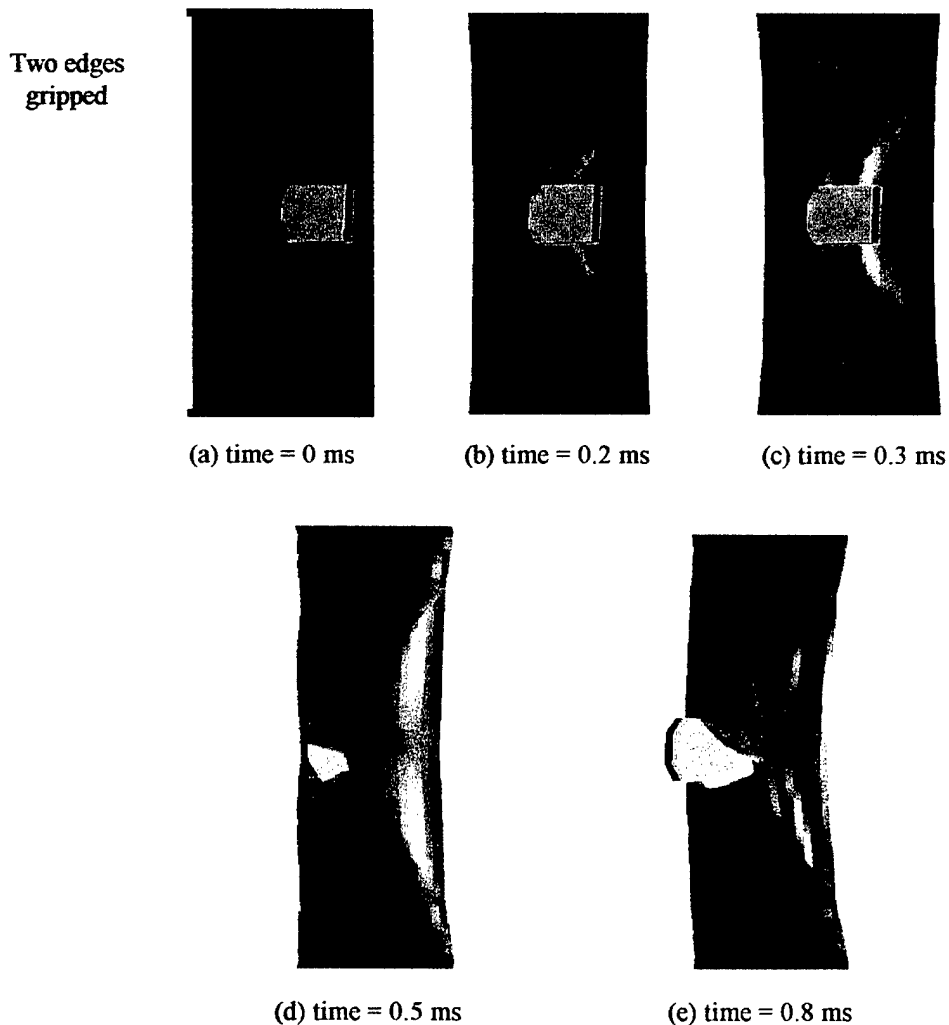 Two edges
gripped
(a) time = 0 ms
(b) time = 0.2 ms
(c) time = 0.3 ms
(d) time = 0.5 ms
(e) time = 0.8 ms